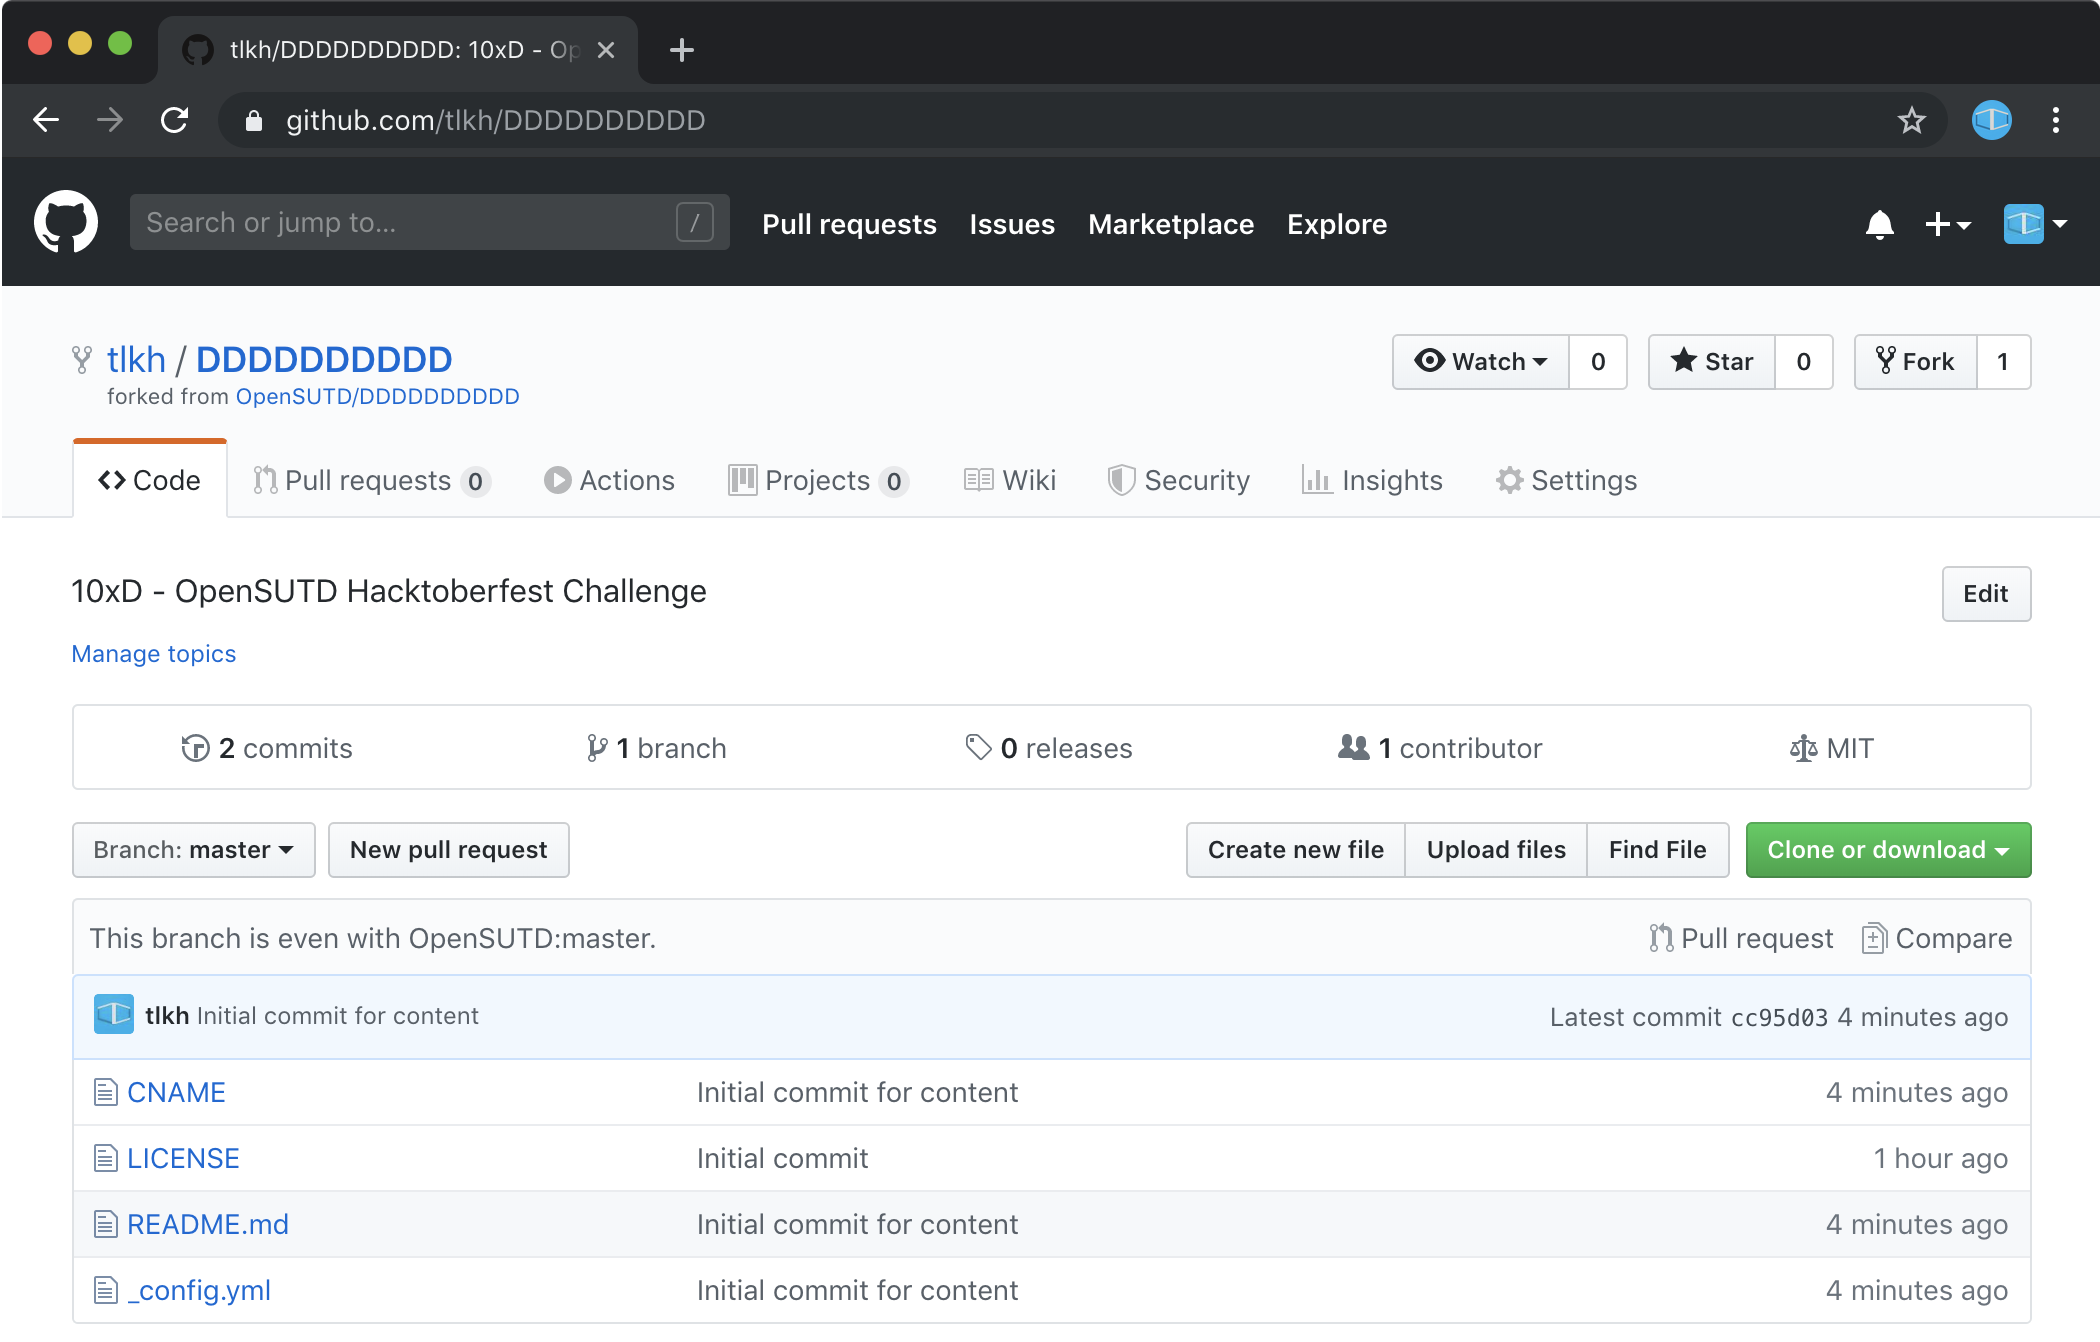 tlkh/DDDDDDDDDD: 10xD - Op
github.com/tlkh/DDDDDDDDDD
Search or jump to... /
Pull requests Issues Marketplace Explore
tlkh / DDDDDDDDDD
Watch 0 Star 0 Fork 1
forked from OpenSUTD/DDDDDDDDDD
Code Pull requests 0 Actions Projects 0 Wiki Security Insights Settings
10xD - OpenSUTD Hacktoberfest Challenge
Edit
Manage topics
2 commits 1 branch 0 releases 1 contributor MIT
Branch: master New pull request Create new file Upload files Find File Clone or download
This branch is even with OpenSUTD:master. Pull request Compare
tlkh Initial commit for content Latest commit cc95d03 4 minutes ago
CNAME Initial commit for content 4 minutes ago
LICENSE Initial commit 1 hour ago
README.md Initial commit for content 4 minutes ago
_config.yml Initial commit for content 4 minutes ago